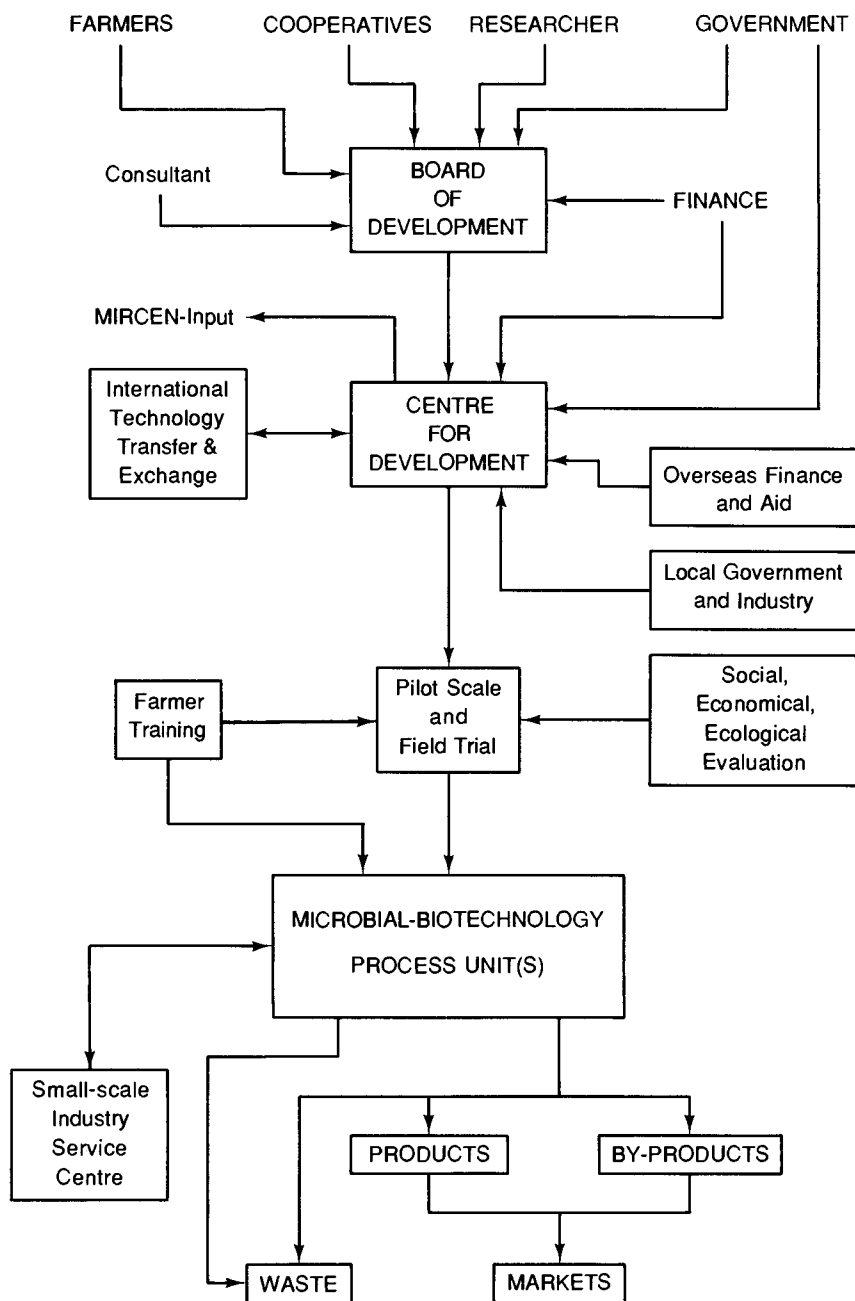 FARMERS
COOPERATIVES
RESEARCHER
GOVERNMENT
Consultant
BOARD
OF
DEVELOPMENT
FINANCE
MIRCEN-Input
International
Technology
Transfer &
Exchange
CENTRE
FOR
DEVELOPMENT
Overseas Finance
and Aid
Local Government
and Industry
Farmer
Training
Pilot Scale
and
Field Trial
Social,
Economical,
Ecological
Evaluation
MICROBIAL-BIOTECHNOLOGY
PROCESS UNIT(S)
Small-scale
Industry
Service
Centre
PRODUCTS
BY-PRODUCTS
WASTE
MARKETS